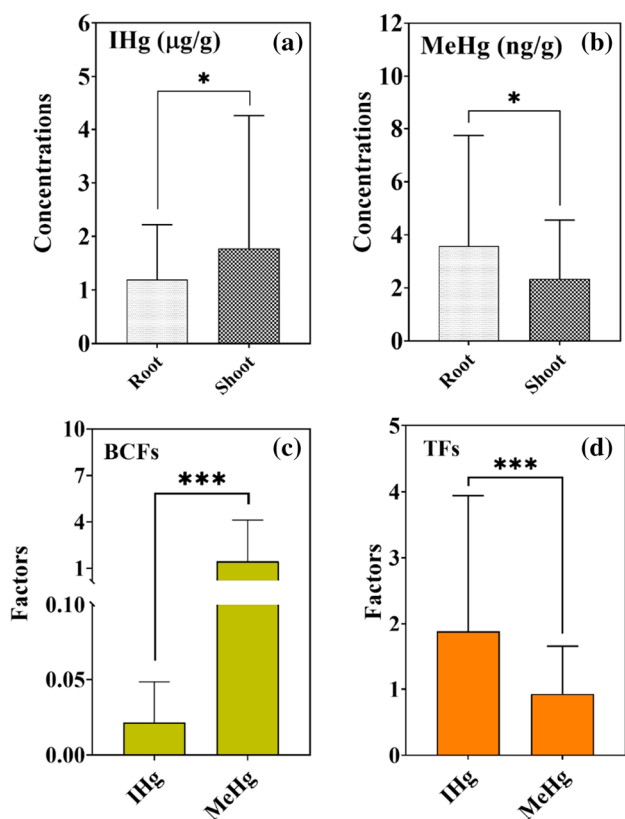 IHg (µg/g) (a)
*
Concentrations
6
5
4
3
2
1
0
Root Shoot
MeHg (ng/g) (b)
*
Concentrations
12
10
8
6
4
2
0
Root Shoot
BCFs (c)
***
Factors
10
7
4
1
0.10
0.05
0.00
IHg MeHg
TFs (d)
***
Factors
5
4
3
2
1
0
IHg MeHg